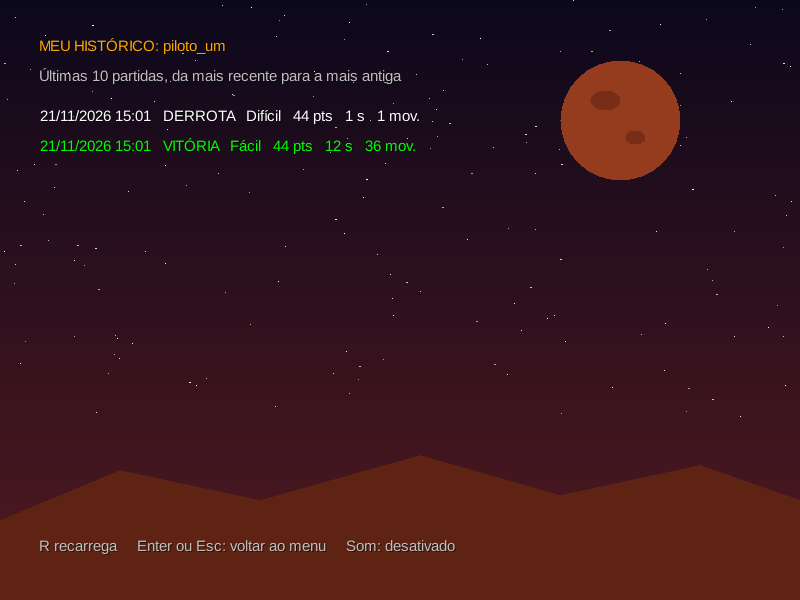 MEU HISTÓRICO: piloto_um
Últimas 10 partidas, da mais recente para a mais antiga
21/11/2026 15:01 DERROTA Difícil 44 pts 1 s 1 mov.
21/11/2026 15:01 VITÓRIA Fácil 44 pts 12 s 36 mov.
R recarrega Enter ou Esc: voltar ao menu Som: desativado